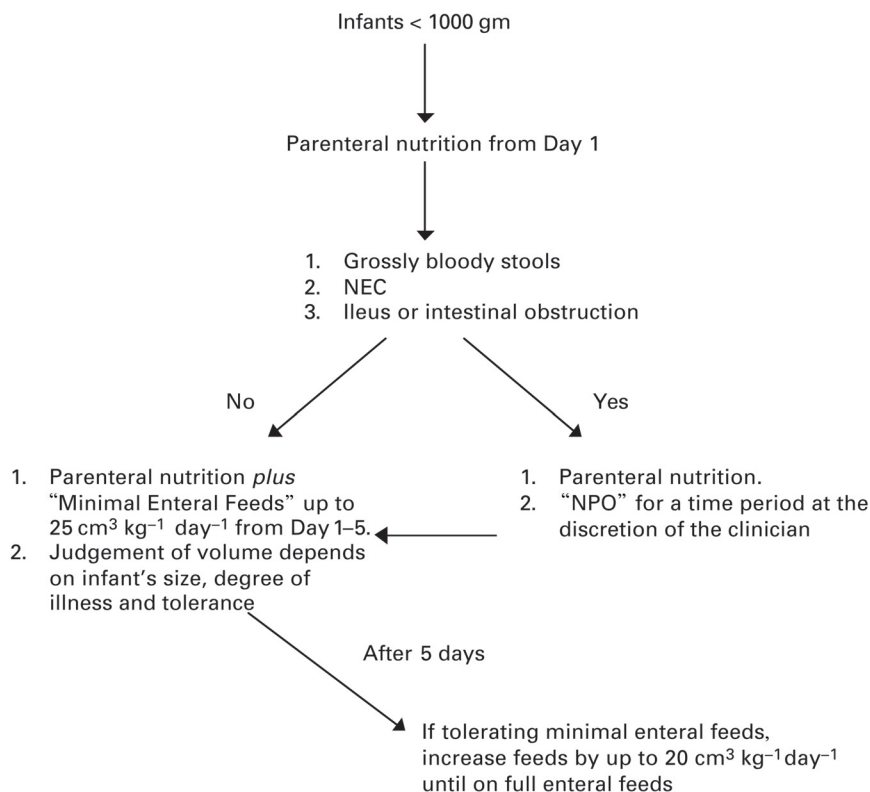 Infants < 1000 gm
Parenteral nutrition from Day 1
1. Grossly bloody stools
2. NEC
3. Ileus or intestinal obstruction
No
Yes
1. Parenteral nutrition plus
“Minimal Enteral Feeds” up to
25 cm³ kg⁻¹ day⁻¹ from Day 1–5.
2. Judgement of volume depends
on infant’s size, degree of
illness and tolerance
1. Parenteral nutrition.
2. “NPO” for a time period at the
discretion of the clinician
After 5 days
If tolerating minimal enteral feeds,
increase feeds by up to 20 cm³ kg⁻¹ day⁻¹
until on full enteral feeds